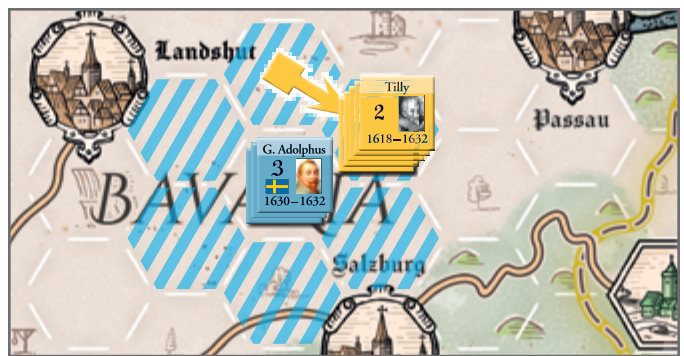 Landshut
Tilly
2
1618–1632
Passau
G. Adolphus
3
1630–1632
BAVARIA
Salzburg